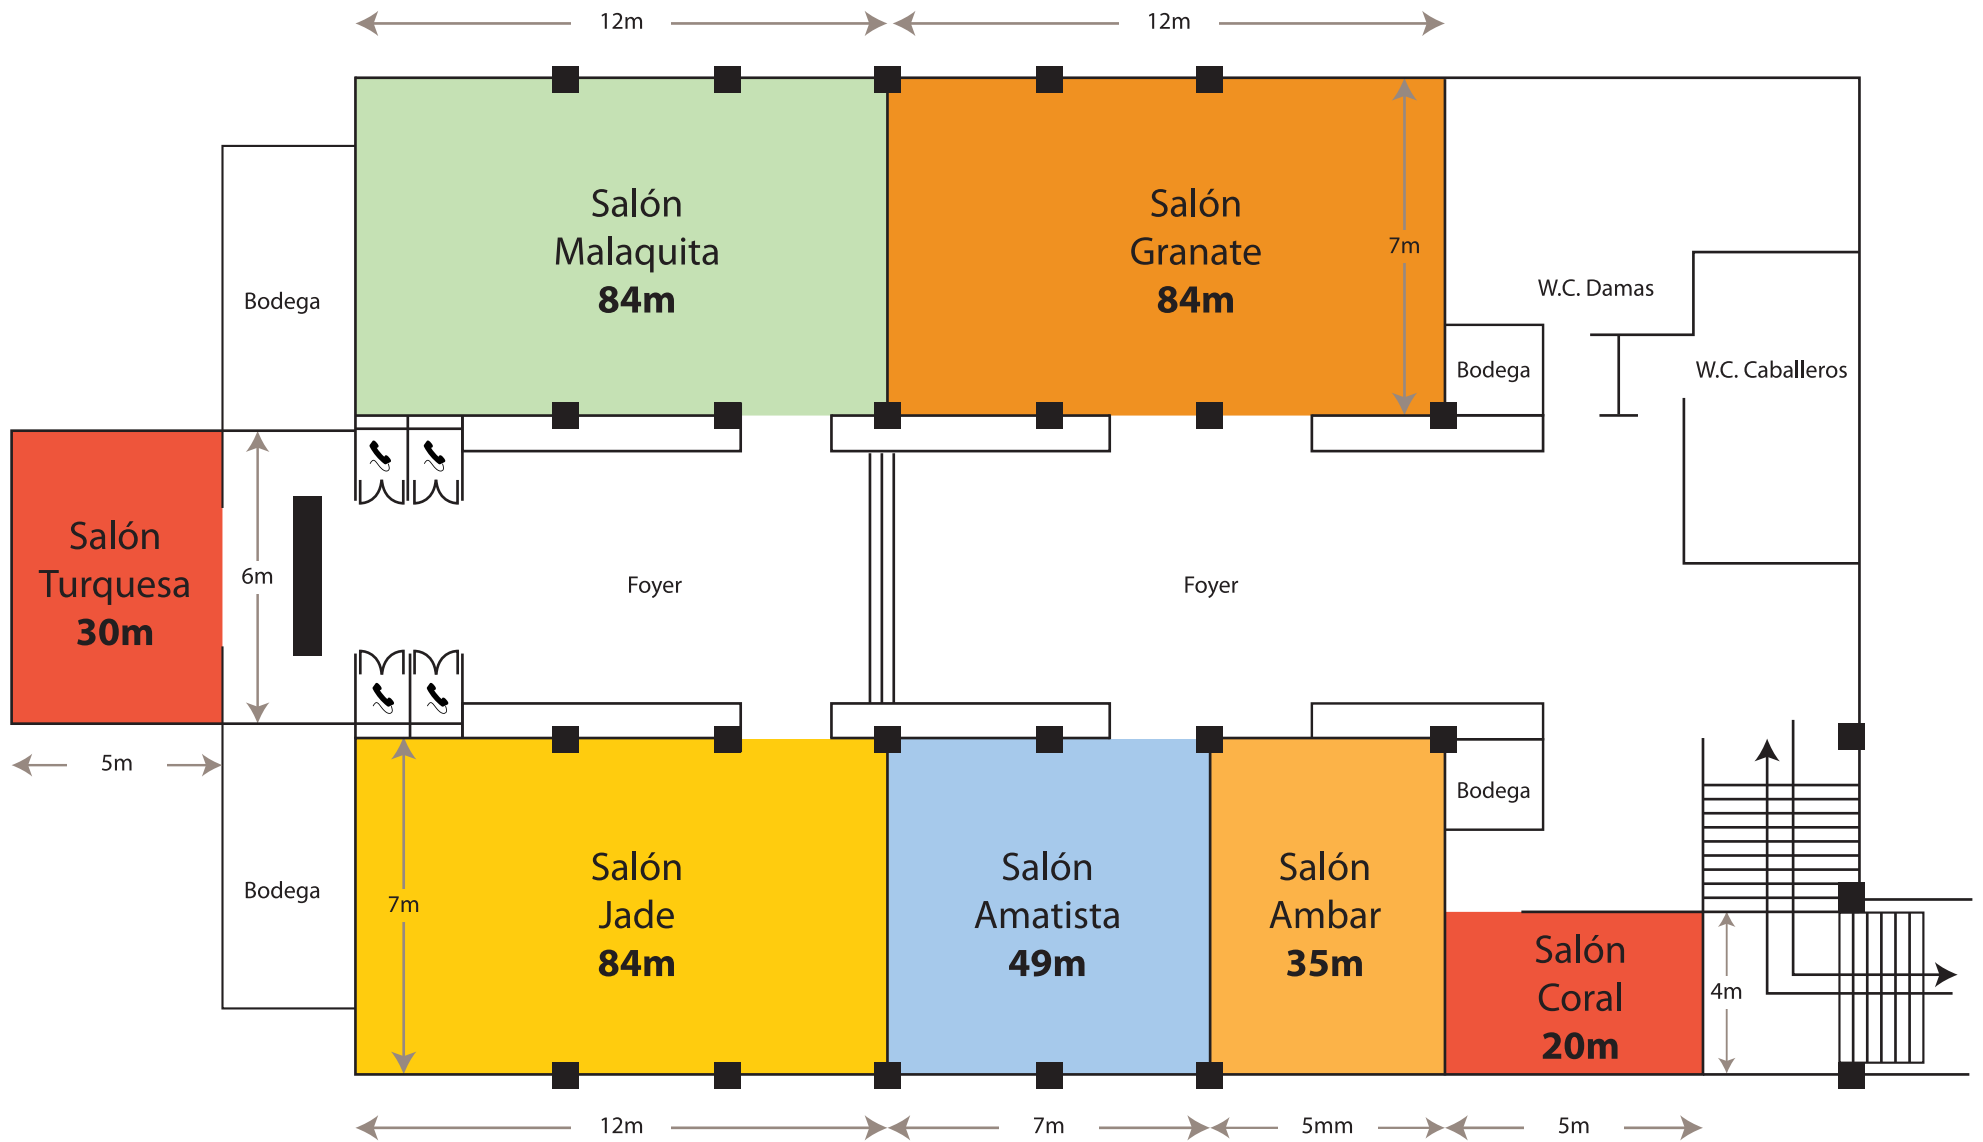 12m
12m
Salón
Malaquita
84m
Salón
Granate
84m
7m
Bodega
W.C. Damas
Bodega
W.C. Caballeros
Salón
Turquesa
30m
6m
Foyer
Foyer
5m
Bodega
7m
Salón
Jade
84m
Salón
Amatista
49m
Salón
Ambar
35m
Bodega
Salón
Coral
20m
4m
12m
7m
5mm
5m